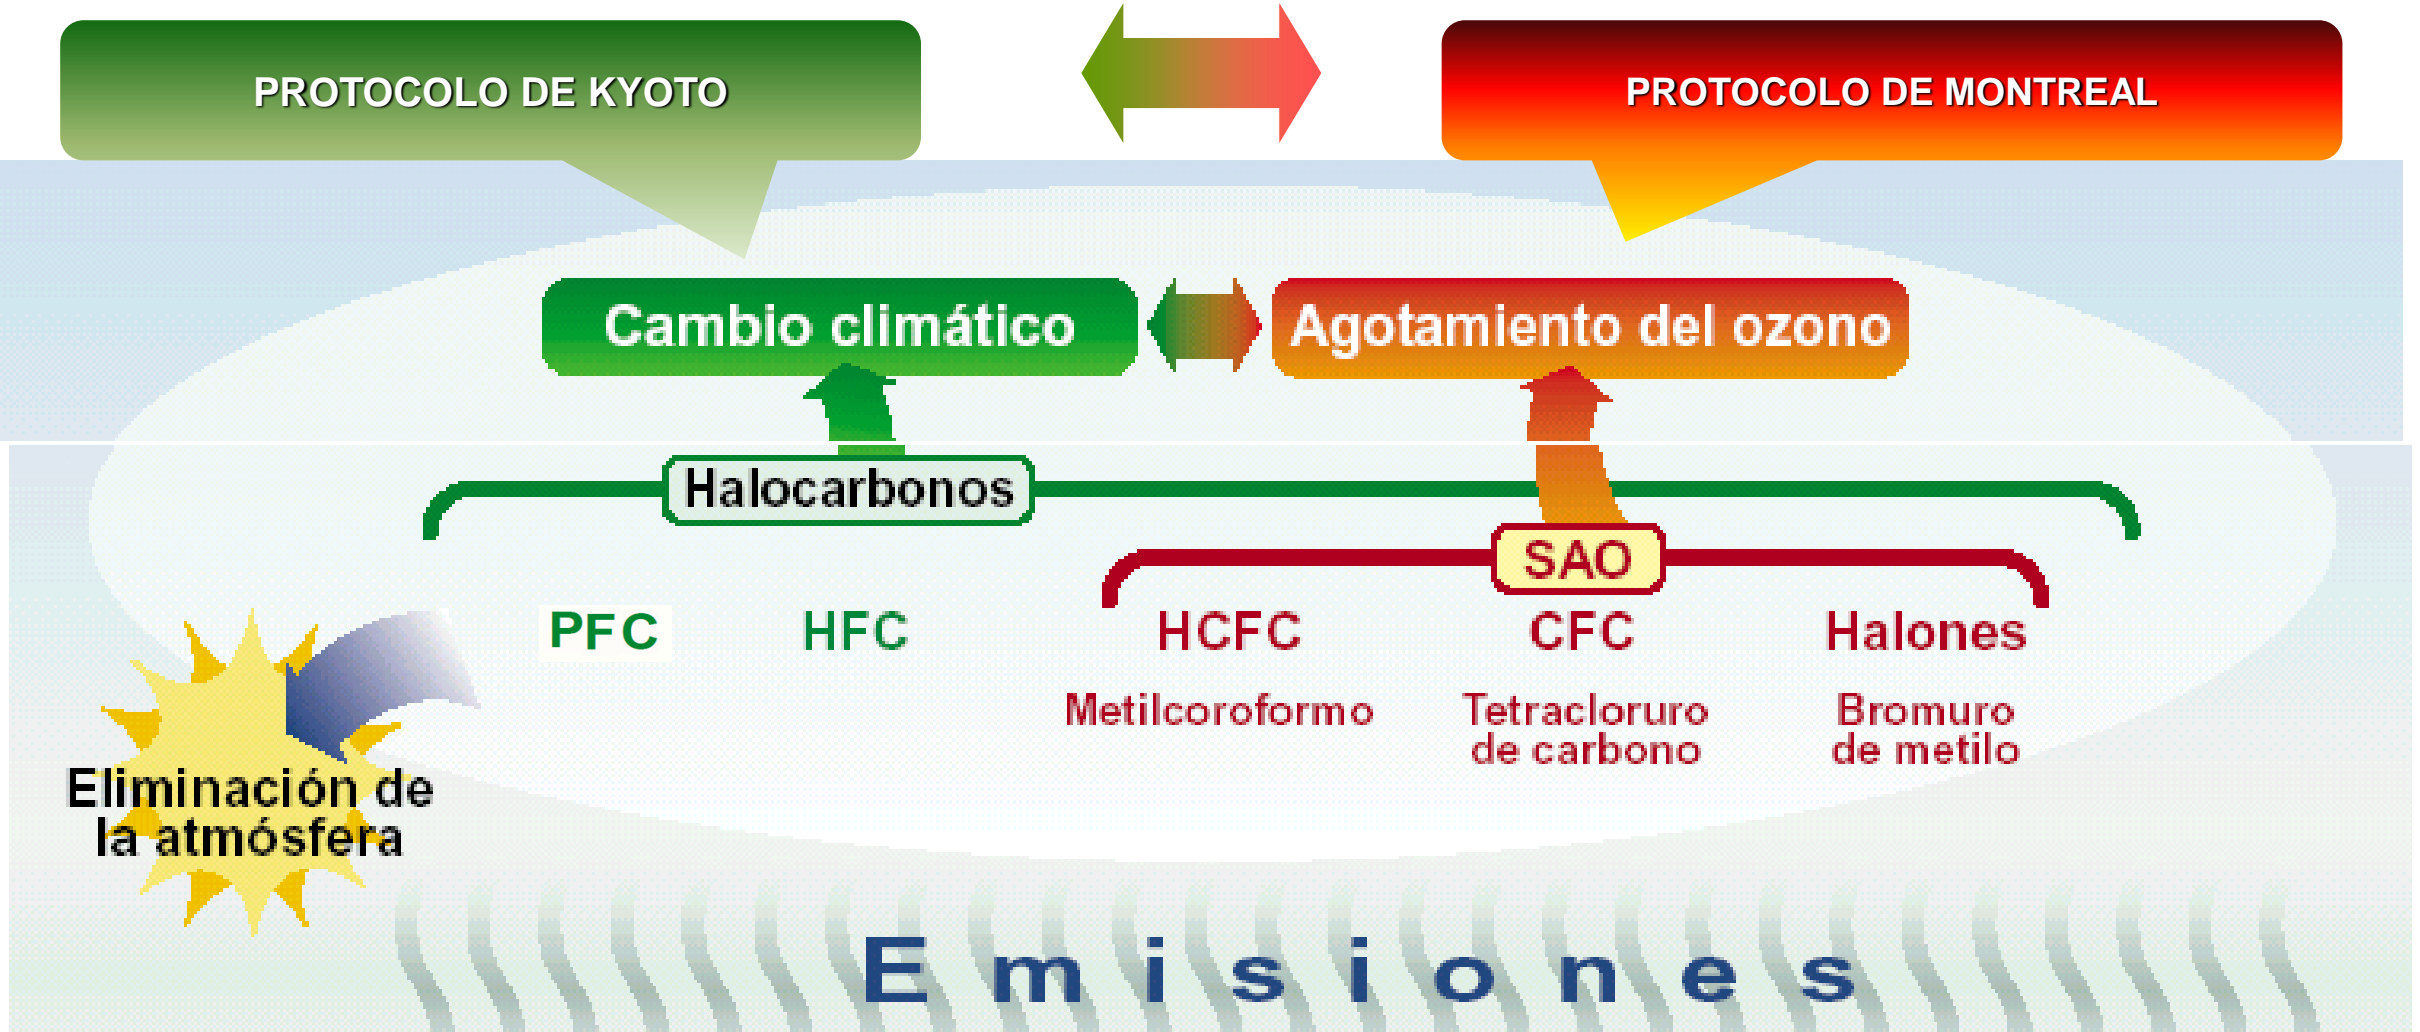 PROTOCOLO DE KYOTO
PROTOCOLO DE MONTREAL
Cambio climático
Agotamiento del ozono
Halocarbonos
SAO
PFC
HFC
HCFC
CFC
Halones
Metilcoroformo
Tetracloruro
de carbono
Bromuro
de metilo
Eliminación de
la atmósfera
Emisiones